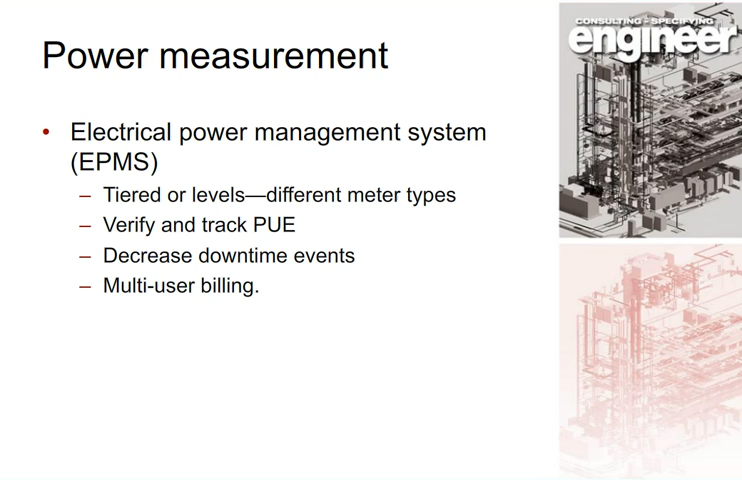 CONSULTING - SPECIFYING
engineer
Power measurement
• Electrical power management system
(EPMS)
– Tiered or levels—different meter types
– Verify and track PUE
– Decrease downtime events
– Multi-user billing.